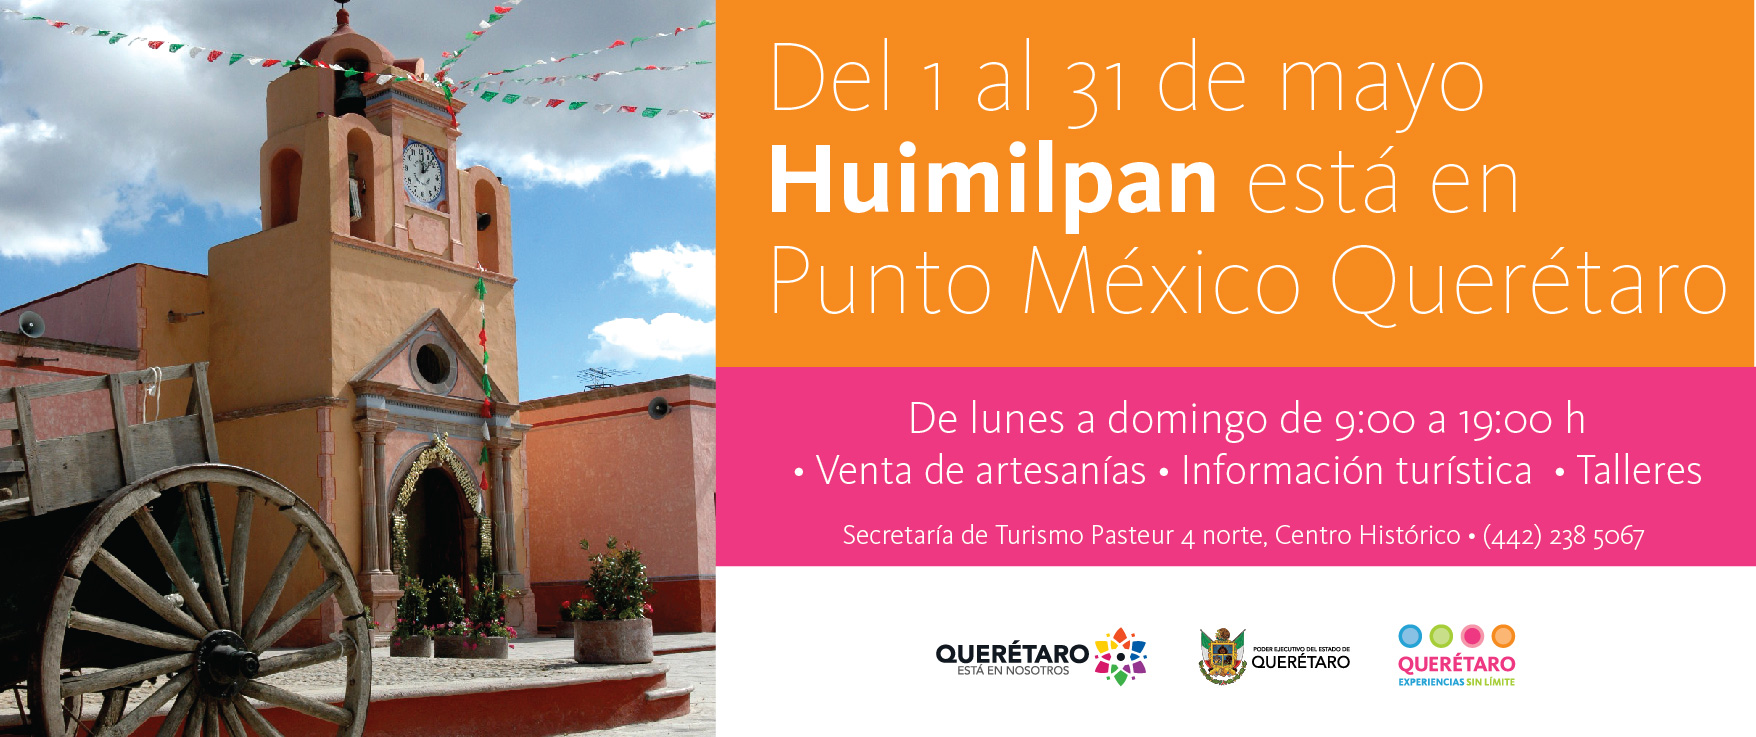 Del 1 al 31 de mayo
Huimilpan está en
Punto México Querétaro
De lunes a domingo de 9:00 a 19:00 h
• Venta de artesanías • Información turística • Talleres
Secretaría de Turismo Pasteur 4 norte, Centro Histórico • (442) 238 5067
QUERÉTARO
ESTÁ EN NOSOTROS
PODER EJECUTIVO DEL ESTADO DE
QUERÉTARO
QUERÉTARO
EXPERIENCIAS SIN LÍMITE